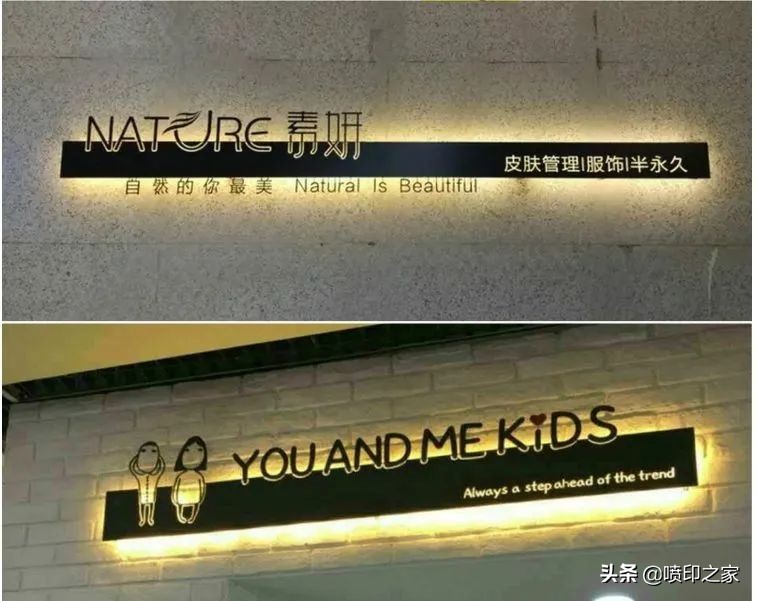 NATURE 素妍
皮肤管理|服饰|半永久
自然的你最美 Natural Is Beautiful
YOU AND ME KiDS
Always a step ahead of the trend
头条 @喷印之家